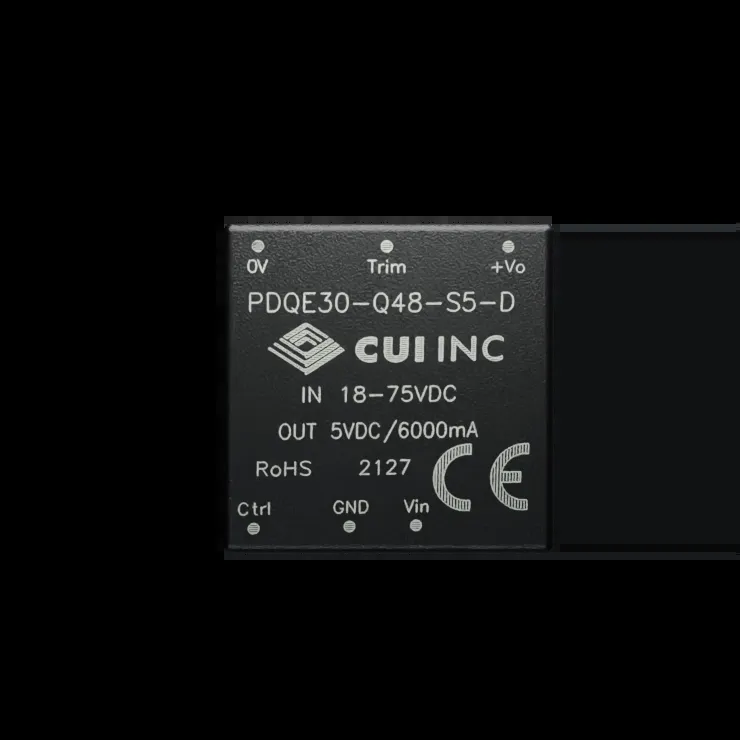 0V Trim +Vo
PDQE30-Q48-S5-D
CUI INC
IN 18-75VDC
OUT 5VDC/6000mA
RoHS 2127 CE
Ctrl GND Vin